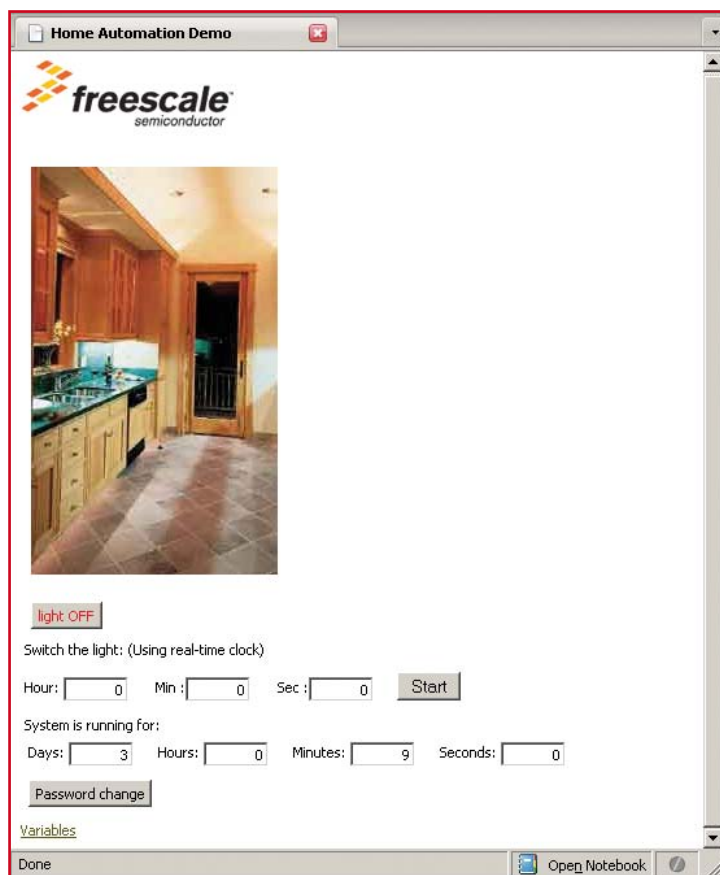 Home Automation Demo
freescale
semiconductor
light OFF
Switch the light: (Using real-time clock)
Hour: 0 Min : 0 Sec : 0 Start
System is running for:
Days: 3 Hours: 0 Minutes: 9 Seconds: 0
Password change
Variables
Done Open Notebook